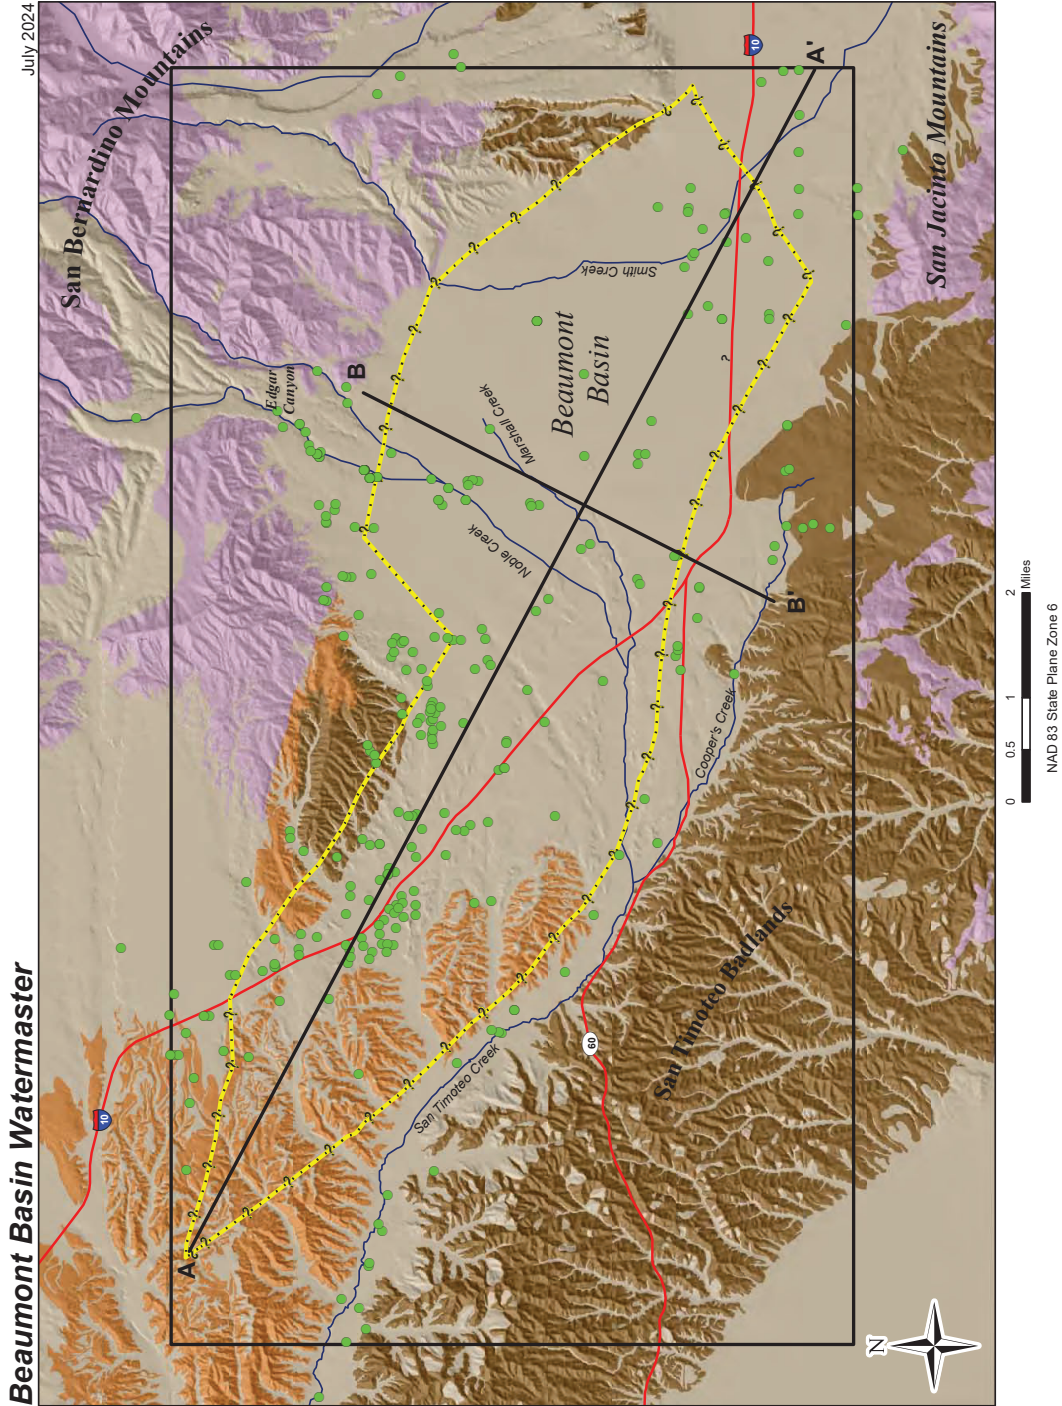 Beaumont Basin Watermaster
July 2024
San Bernardino Mountains
10
A
Edgar
Canyon
B
Smith Creek
10
A'
Marshall Creek
Beaumont
Basin
Noble Creek
San Jacinto Mountains
?
B'
Cooper's Creek
San Timoteo Creek
60
San Timoteo Badlands
N
0 0.5 1 2
Miles
NAD 83 State Plane Zone 6